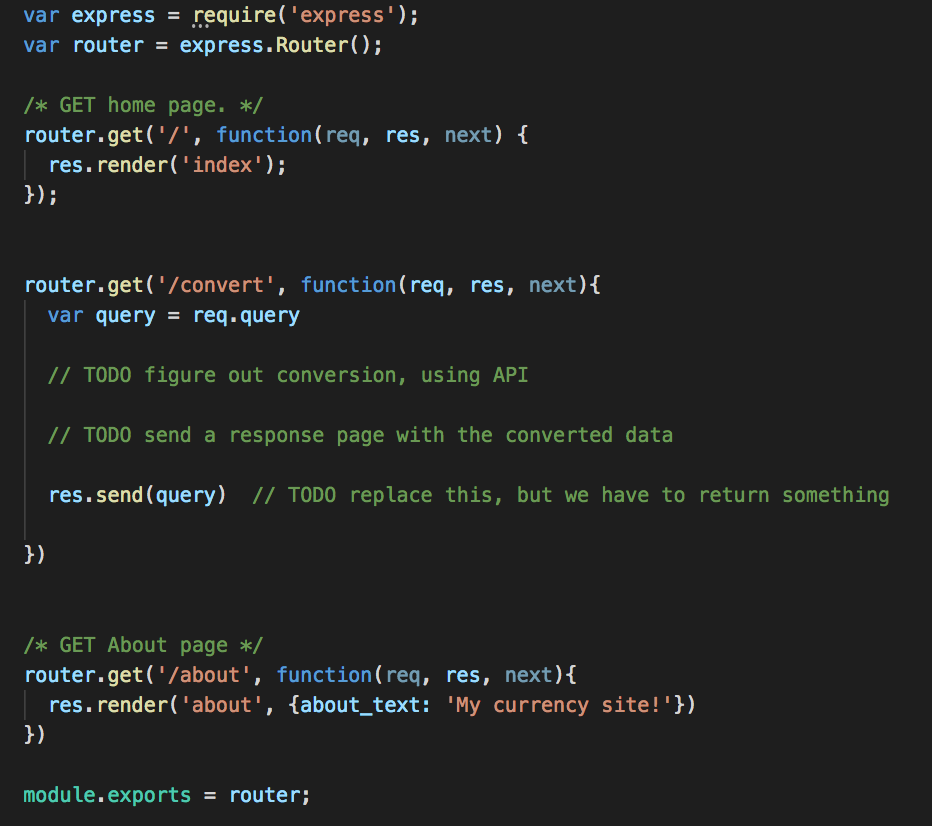 var express = require('express');
var router = express.Router();
/* GET home page. */
router.get('/', function(req, res, next) {
  res.render('index');
});
router.get('/convert', function(req, res, next){
  var query = req.query
  // TODO figure out conversion, using API
  // TODO send a response page with the converted data
  res.send(query)  // TODO replace this, but we have to return something
})
/* GET About page */
router.get('/about', function(req, res, next){
  res.render('about', {about_text: 'My currency site!'})
})
module.exports = router;